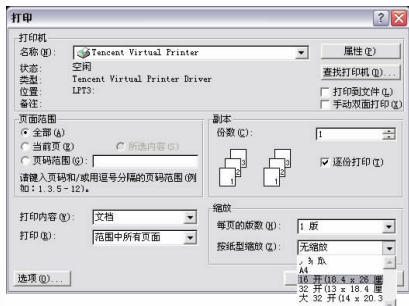 打印
打印机
名称(N):
Tencent Virtual Printer
属性(P)
状态: 空闲
类型: Tencent Virtual Printer Driver
位置: LPT3:
备注:
查找打印机(D)...
打印到文件(L)
手动双面打印(X)
页面范围
全部(A)
当前页(E)
所选内容(S)
页码范围(G):
请键入页码和/或用逗号分隔的页码范围(例
如: 1.3.5-12)。
副本
份数(C):
1
逐份打印(T)
打印内容(W):
文档
打印(R):
范围中所有页面
缩放
每页的版数(H):
1 版
按纸型缩放(Z):
无缩放
A4
16 开(18.4 x 26 厘
32 开(13 x 18.4 厘
大 32 开(14 x 20.3
选项(O)...